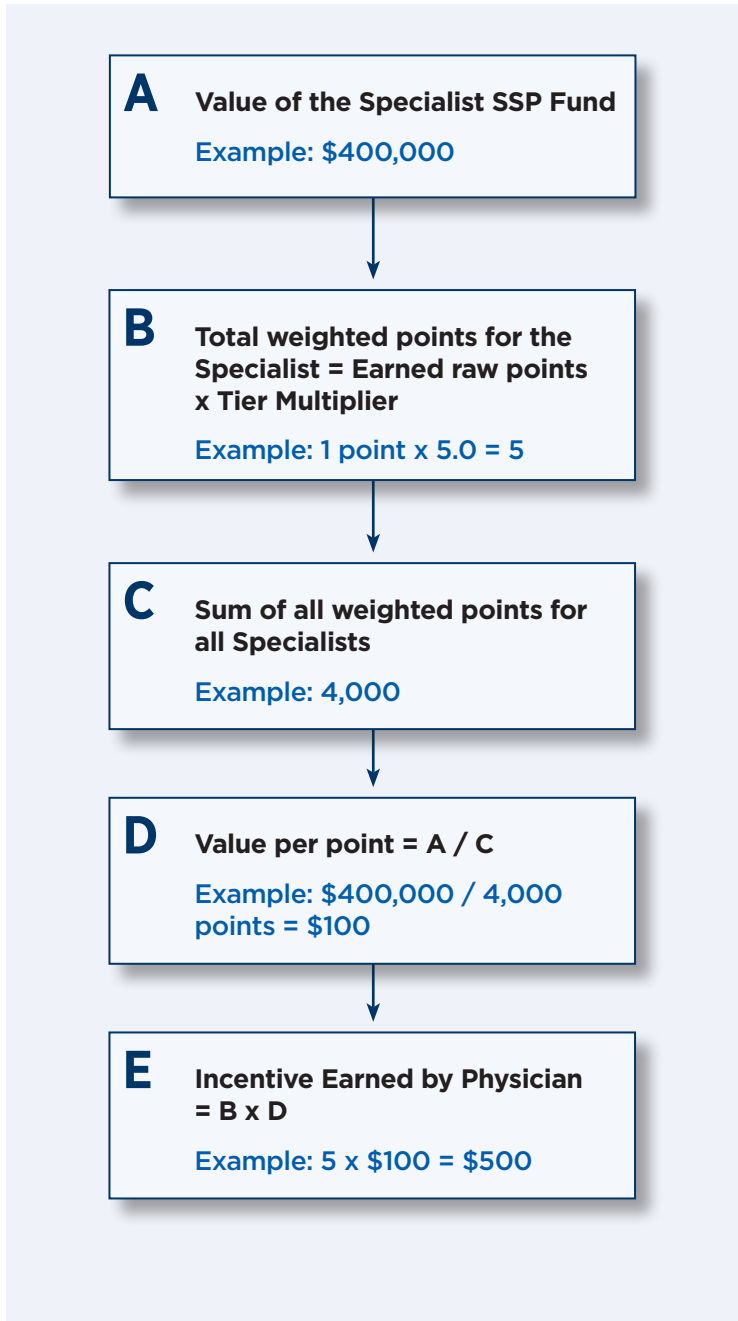 A
Value of the Specialist SSP Fund
Example: $400,000
B
Total weighted points for the
Specialist = Earned raw points
x Tier Multiplier
Example: 1 point x 5.0 = 5
C
Sum of all weighted points for
all Specialists
Example: 4,000
D
Value per point = A / C
Example: $400,000 / 4,000
points = $100
E
Incentive Earned by Physician
= B x D
Example: 5 x $100 = $500